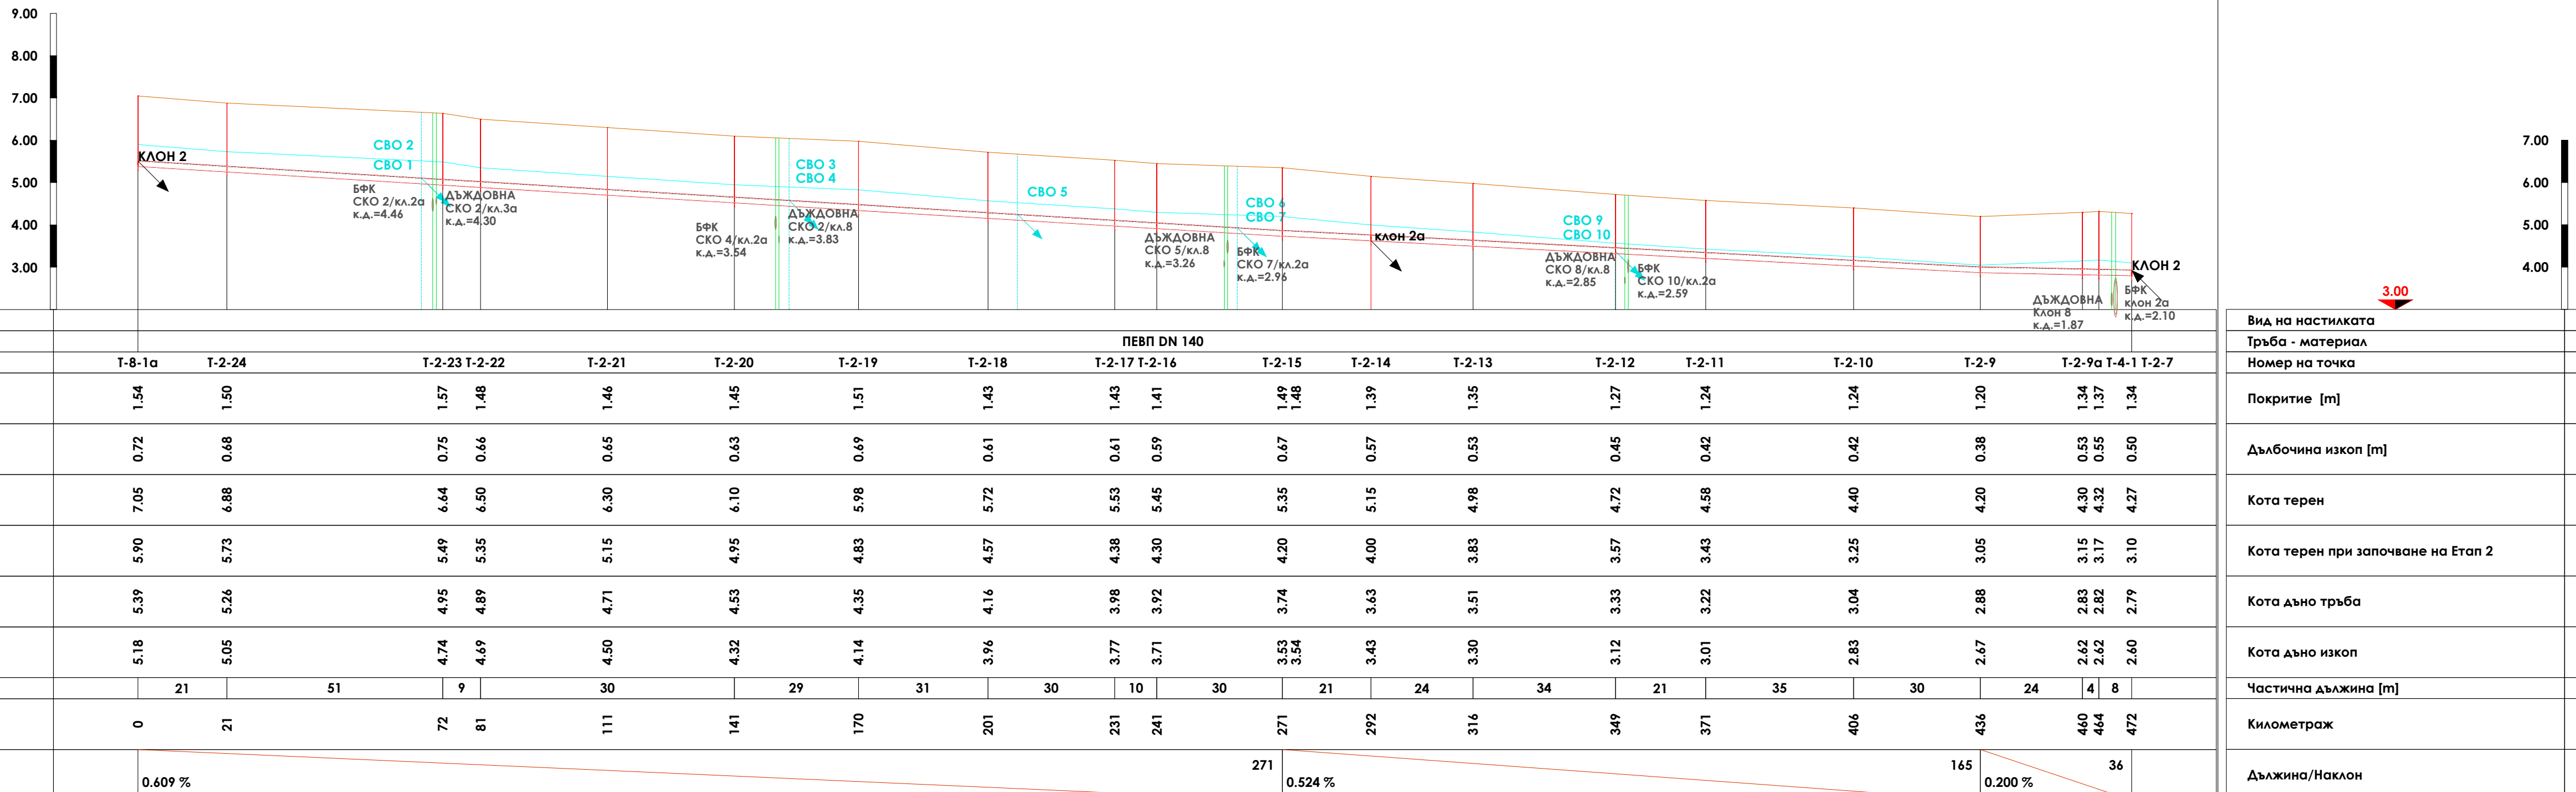 9.00
8.00
7.00
6.00
5.00
4.00
3.00
КЛОН 2
СВО 2
СВО 1
БФК
СКО 2/кл.2а
к.д.=4.46
ДЪЖДОВНА
СКО 2/кл.3а
к.д.=4.30
БФК
СКО 4/кл.2а
к.д.=3.54
СВО 3
СВО 4
ДЪЖДОВНА
СКО 2/кл.8
к.д.=3.83
СВО 5
ДЪЖДОВНА
СКО 5/кл.8
к.д.=3.26
СВО 6
СВО 7
БФК
СКО 7/кл.2а
к.д.=2.96
клон 2а
СВО 9
СВО 10
ДЪЖДОВНА
СКО 8/кл.8
к.д.=2.85
БФК
СКО 10/кл.2а
к.д.=2.59
ДЪЖДОВНА
Клон 8
к.д.=1.87
КЛОН 2
БФК
клон 2а
к.д.=2.10
7.00
6.00
5.00
4.00
3.00
Вид на настилката
ПЕВП DN 140
Тръба - материал
Т-8-1а Т-2-24 Т-2-23 Т-2-22 Т-2-21 Т-2-20 Т-2-19 Т-2-18 Т-2-17 Т-2-16 Т-2-15 Т-2-14 Т-2-13 Т-2-12 Т-2-11 Т-2-10 Т-2-9 Т-2-9а Т-4-1 Т-2-7
Номер на точка
1.54 1.50 1.57 1.48 1.46 1.45 1.51 1.43 1.43 1.41 1.49 1.48 1.39 1.35 1.27 1.24 1.24 1.20 1.34 1.37 1.34
Покритие [m]
0.72 0.68 0.75 0.66 0.65 0.63 0.69 0.61 0.61 0.59 0.67 0.57 0.53 0.45 0.42 0.42 0.38 0.53 0.55 0.50
Дълбочина изкоп [m]
7.05 6.88 6.64 6.50 6.30 6.10 5.98 5.72 5.53 5.45 5.35 5.15 4.98 4.72 4.58 4.40 4.20 4.30 4.32 4.27
Кота терен
5.90 5.73 5.49 5.35 5.15 4.95 4.83 4.57 4.38 4.30 4.20 4.00 3.83 3.57 3.43 3.25 3.05 3.15 3.17 3.10
Кота терен при започване на Етап 2
5.39 5.26 4.95 4.89 4.71 4.53 4.35 4.16 3.98 3.92 3.74 3.63 3.51 3.33 3.22 3.04 2.88 2.83 2.82 2.79
Кота дъно тръба
5.18 5.05 4.74 4.69 4.50 4.32 4.14 3.96 3.77 3.71 3.53 3.54 3.43 3.30 3.12 3.01 2.83 2.67 2.62 2.62 2.60
Кота дъно изкоп
21 51 9 30 29 31 30 10 30 21 24 34 21 35 30 24 4 8
Частична дължина [m]
0 21 72 81 111 141 170 201 231 241 271 292 316 349 371 406 436 460 464 472
Километраж
271 165 36
0.609 % 0.524 % 0.200 %
Дължина/Наклон